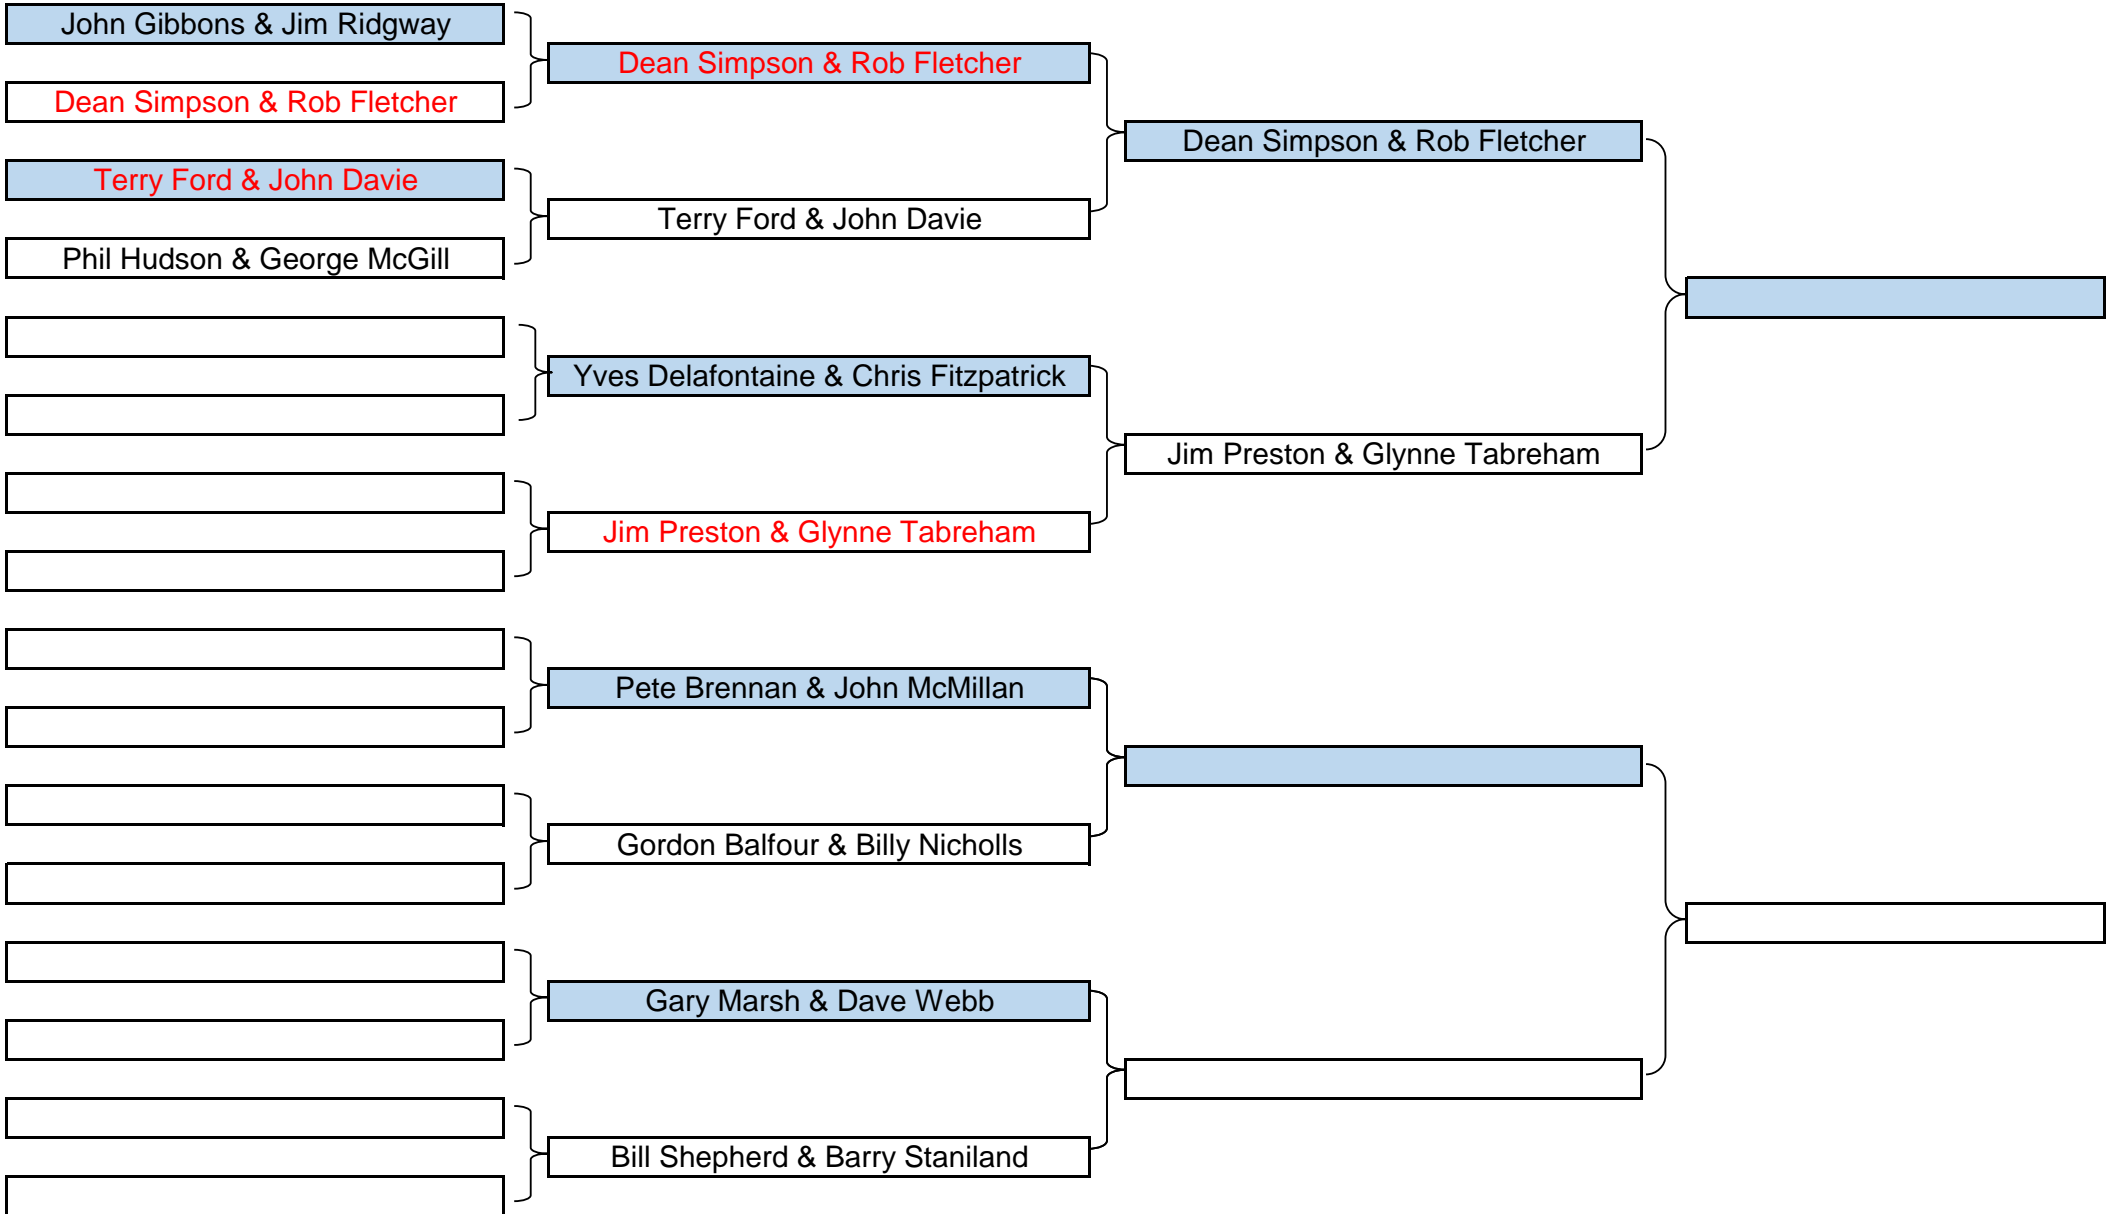 John Gibbons & Jim Ridgway
Dean Simpson & Rob Fletcher
Terry Ford & John Davie
Phil Hudson & George McGill
Dean Simpson & Rob Fletcher
Terry Ford & John Davie
Yves Delafontaine & Chris Fitzpatrick
Jim Preston & Glynne Tabreham
Pete Brennan & John McMillan
Gordon Balfour & Billy Nicholls
Gary Marsh & Dave Webb
Bill Shepherd & Barry Staniland
Dean Simpson & Rob Fletcher
Jim Preston & Glynne Tabreham